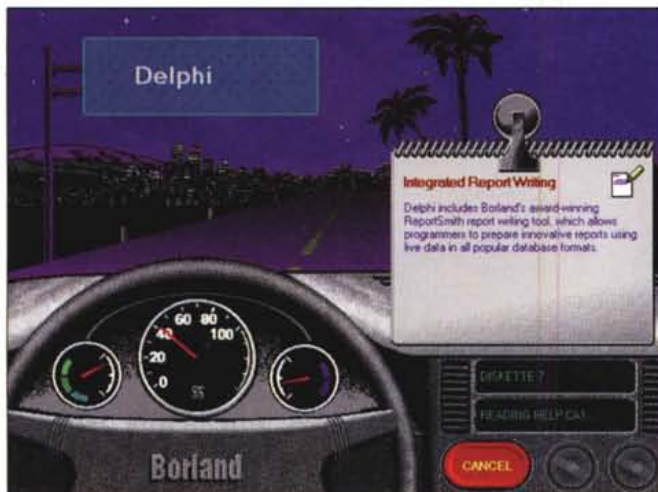 Delphi
Integrated Report Writing
Delphi includes Borland's award-winning
ReportSmith report writing tool, which allows
programmers to prepare innovative reports using
live data in all popular database formats.
60 80
40 100
20
0
55
DISKETTE 7
READING HELP.CA1
Borland
CANCEL